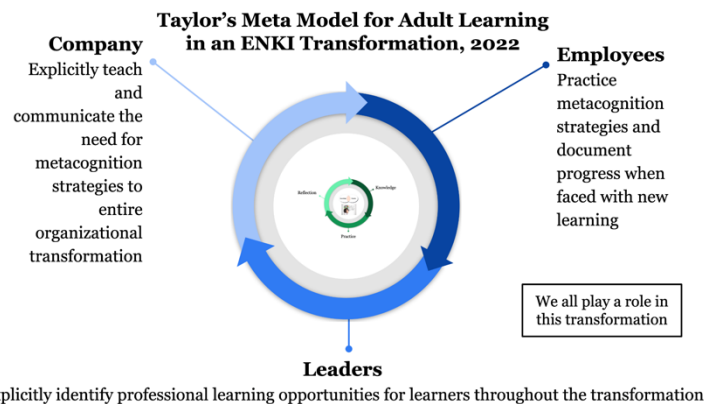 Taylor's Meta Model for Adult Learning
in an ENKI Transformation, 2022
Company
Explicitly teach
and
communicate the
need for
metacognition
strategies to
entire
organizational
transformation
Employees
Practice
metacognition
strategies and
document
progress when
faced with new
learning
Reflection
Knowledge
Practice
We all play a role in
this transformation
Leaders
plicitly identify professional learning opportunities for learners throughout the transformation